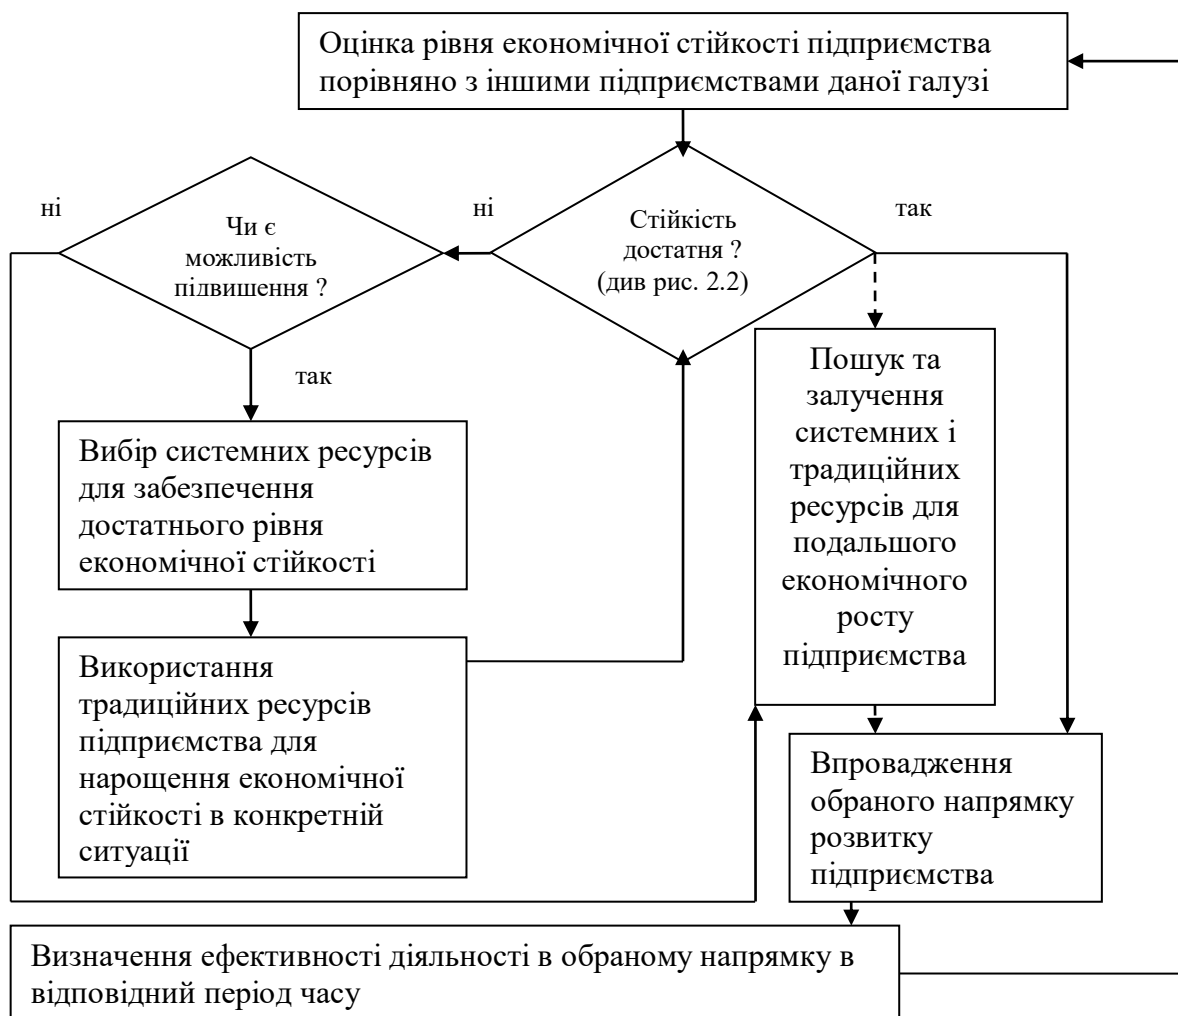 Оцінка рівня економічної стійкості підприємства
порівняно з іншими підприємствами даної галузі
ні
Чи є
можливість
підвишення ?
ні
Стійкість
достатня ?
(див рис. 2.2)
так
так
Вибір системних ресурсів
для забезпечення
достатнього рівня
економічної стійкості
Пошук та
залучення
системних і
традиційних
ресурсів для
подальшого
економічного
росту
підприємства
Використання
традиційних ресурсів
підприємства для
нарощення економічної
стійкості в конкретній
ситуації
Впровадження
обраного напрямку
розвитку
підприємства
Визначення ефективності діяльності в обраному напрямку в
відповідний період часу